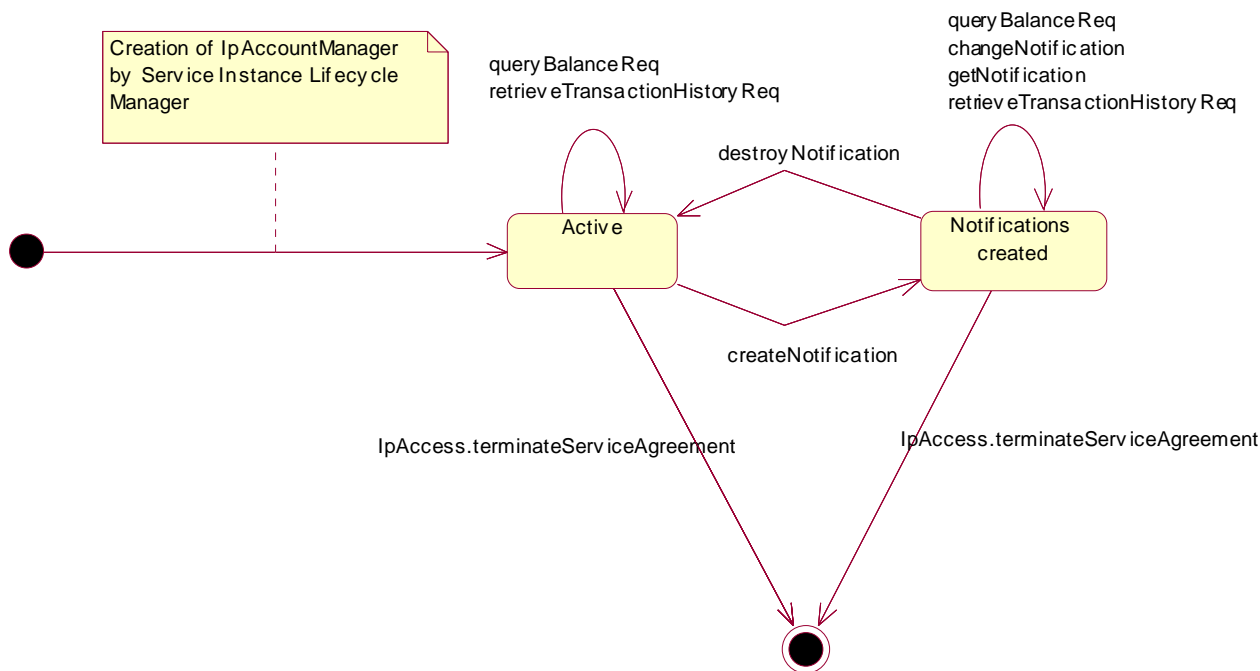 Creation of IpAccountManager
by Service Instance Lifecycle
Manager
queryBalanceReq
retrieveTransactionHistoryReq
queryBalanceReq
changeNotification
getNotification
retrieveTransactionHistoryReq
destroyNotification
Active
Notifications
created
createNotification
IpAccess.terminateServiceAgreement
IpAccess.terminateServiceAgreement